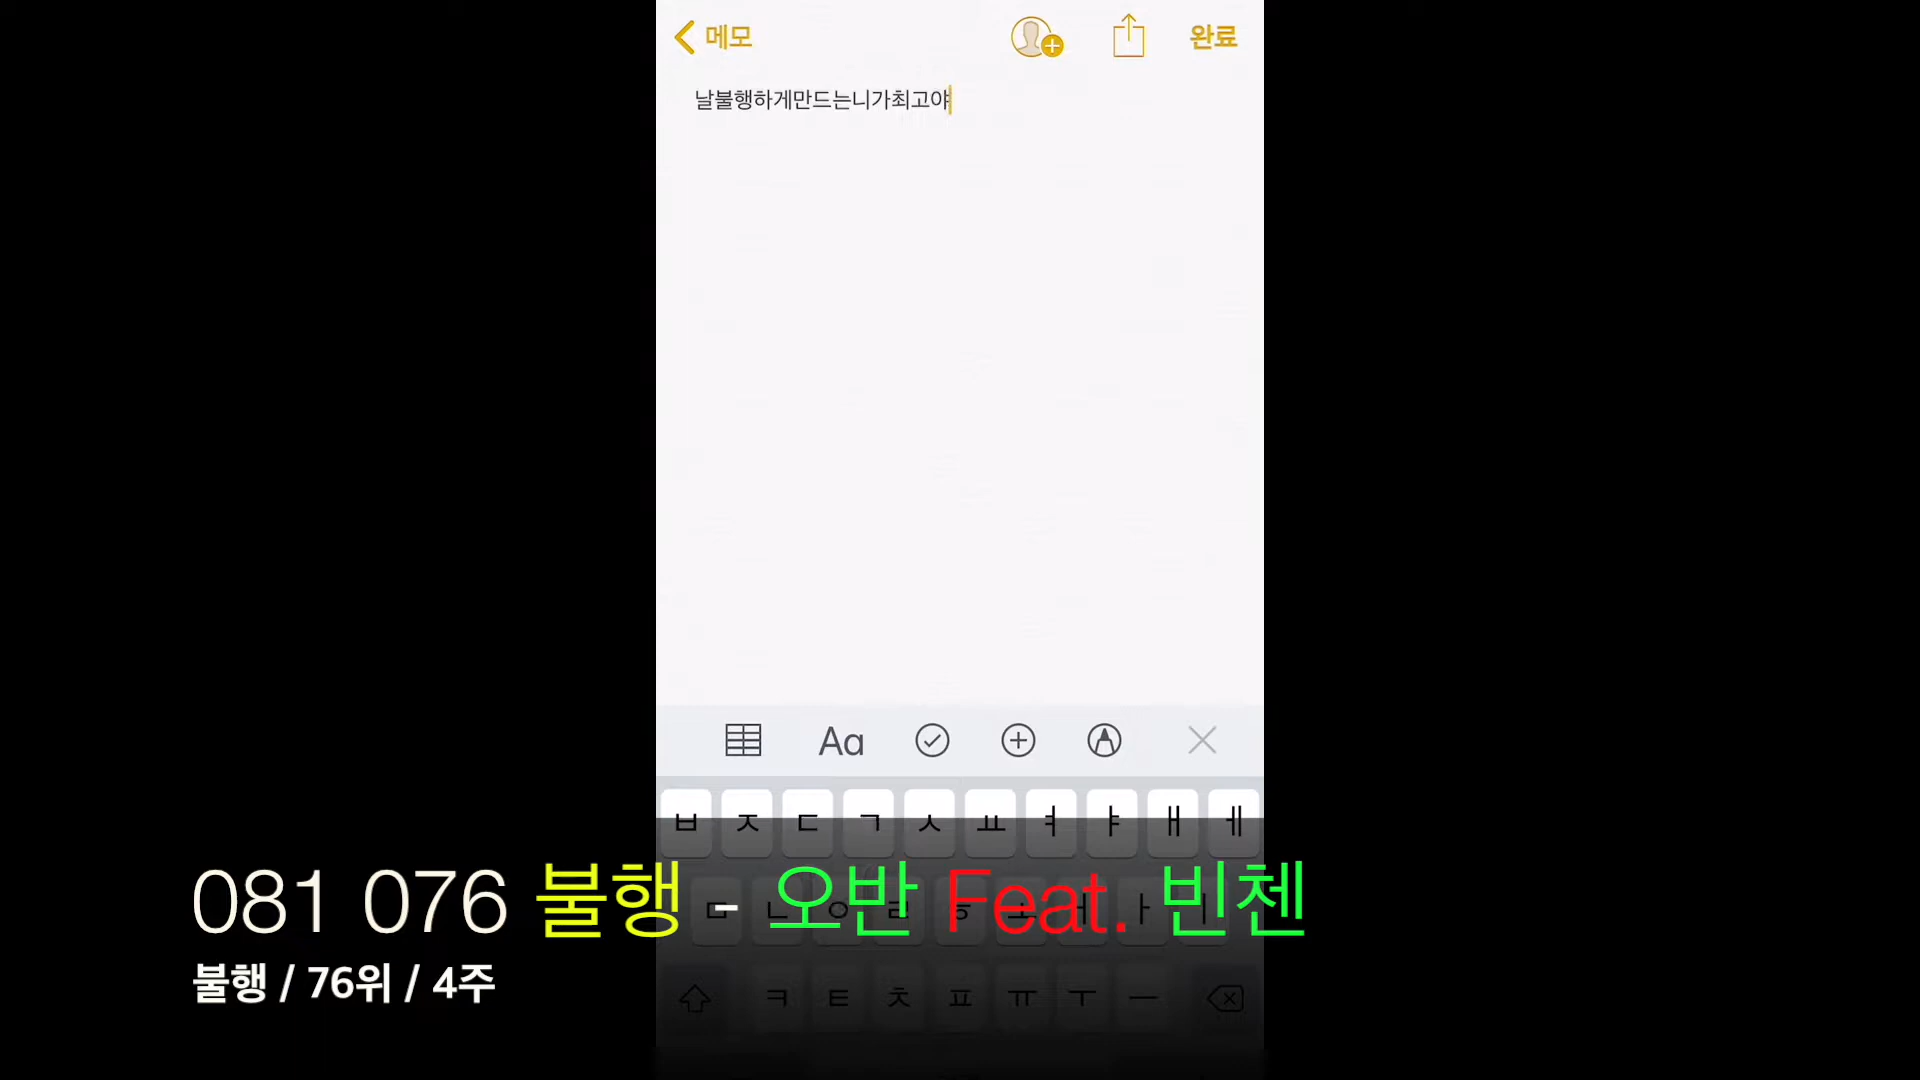 메모
완료
날불행하게만드는니가최고야
Aa
ㅂ ㅈ ㄷ ㄱ ㅅ ㅛ ㅕ ㅑ ㅐ ㅔ
ㅁ ㄴ ㅇ ㄹ ㅎ ㅗ ㅓ ㅏ ㅣ
081 076 불행 - 오반 Feat. 빈첸
불행 / 76위 / 4주
ㅋ ㅌ ㅊ ㅍ ㅠ ㅜ ㅡ